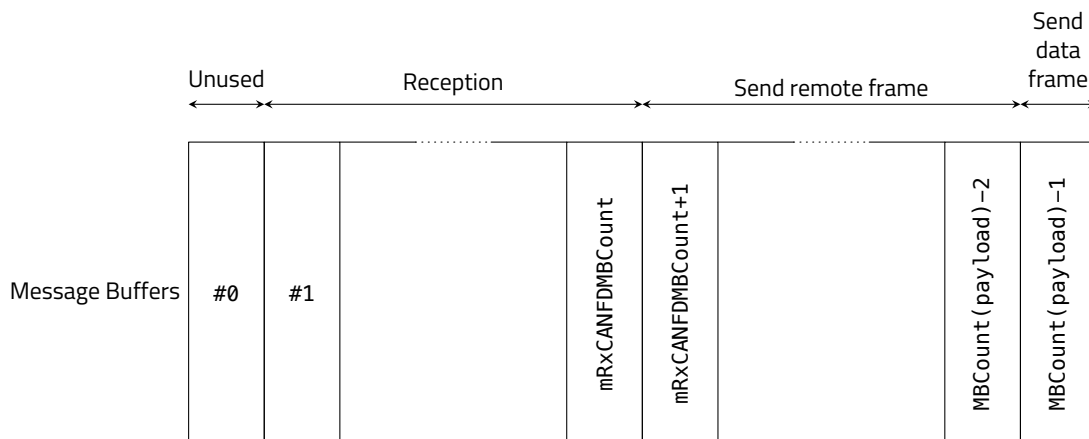 Send
data
frame
Unused
Reception
Send remote frame
Message Buffers
#0
#1
mRxCANFDMBCount
mRxCANFDMBCount+1
MBCount(payload)-2
MBCount(payload)-1